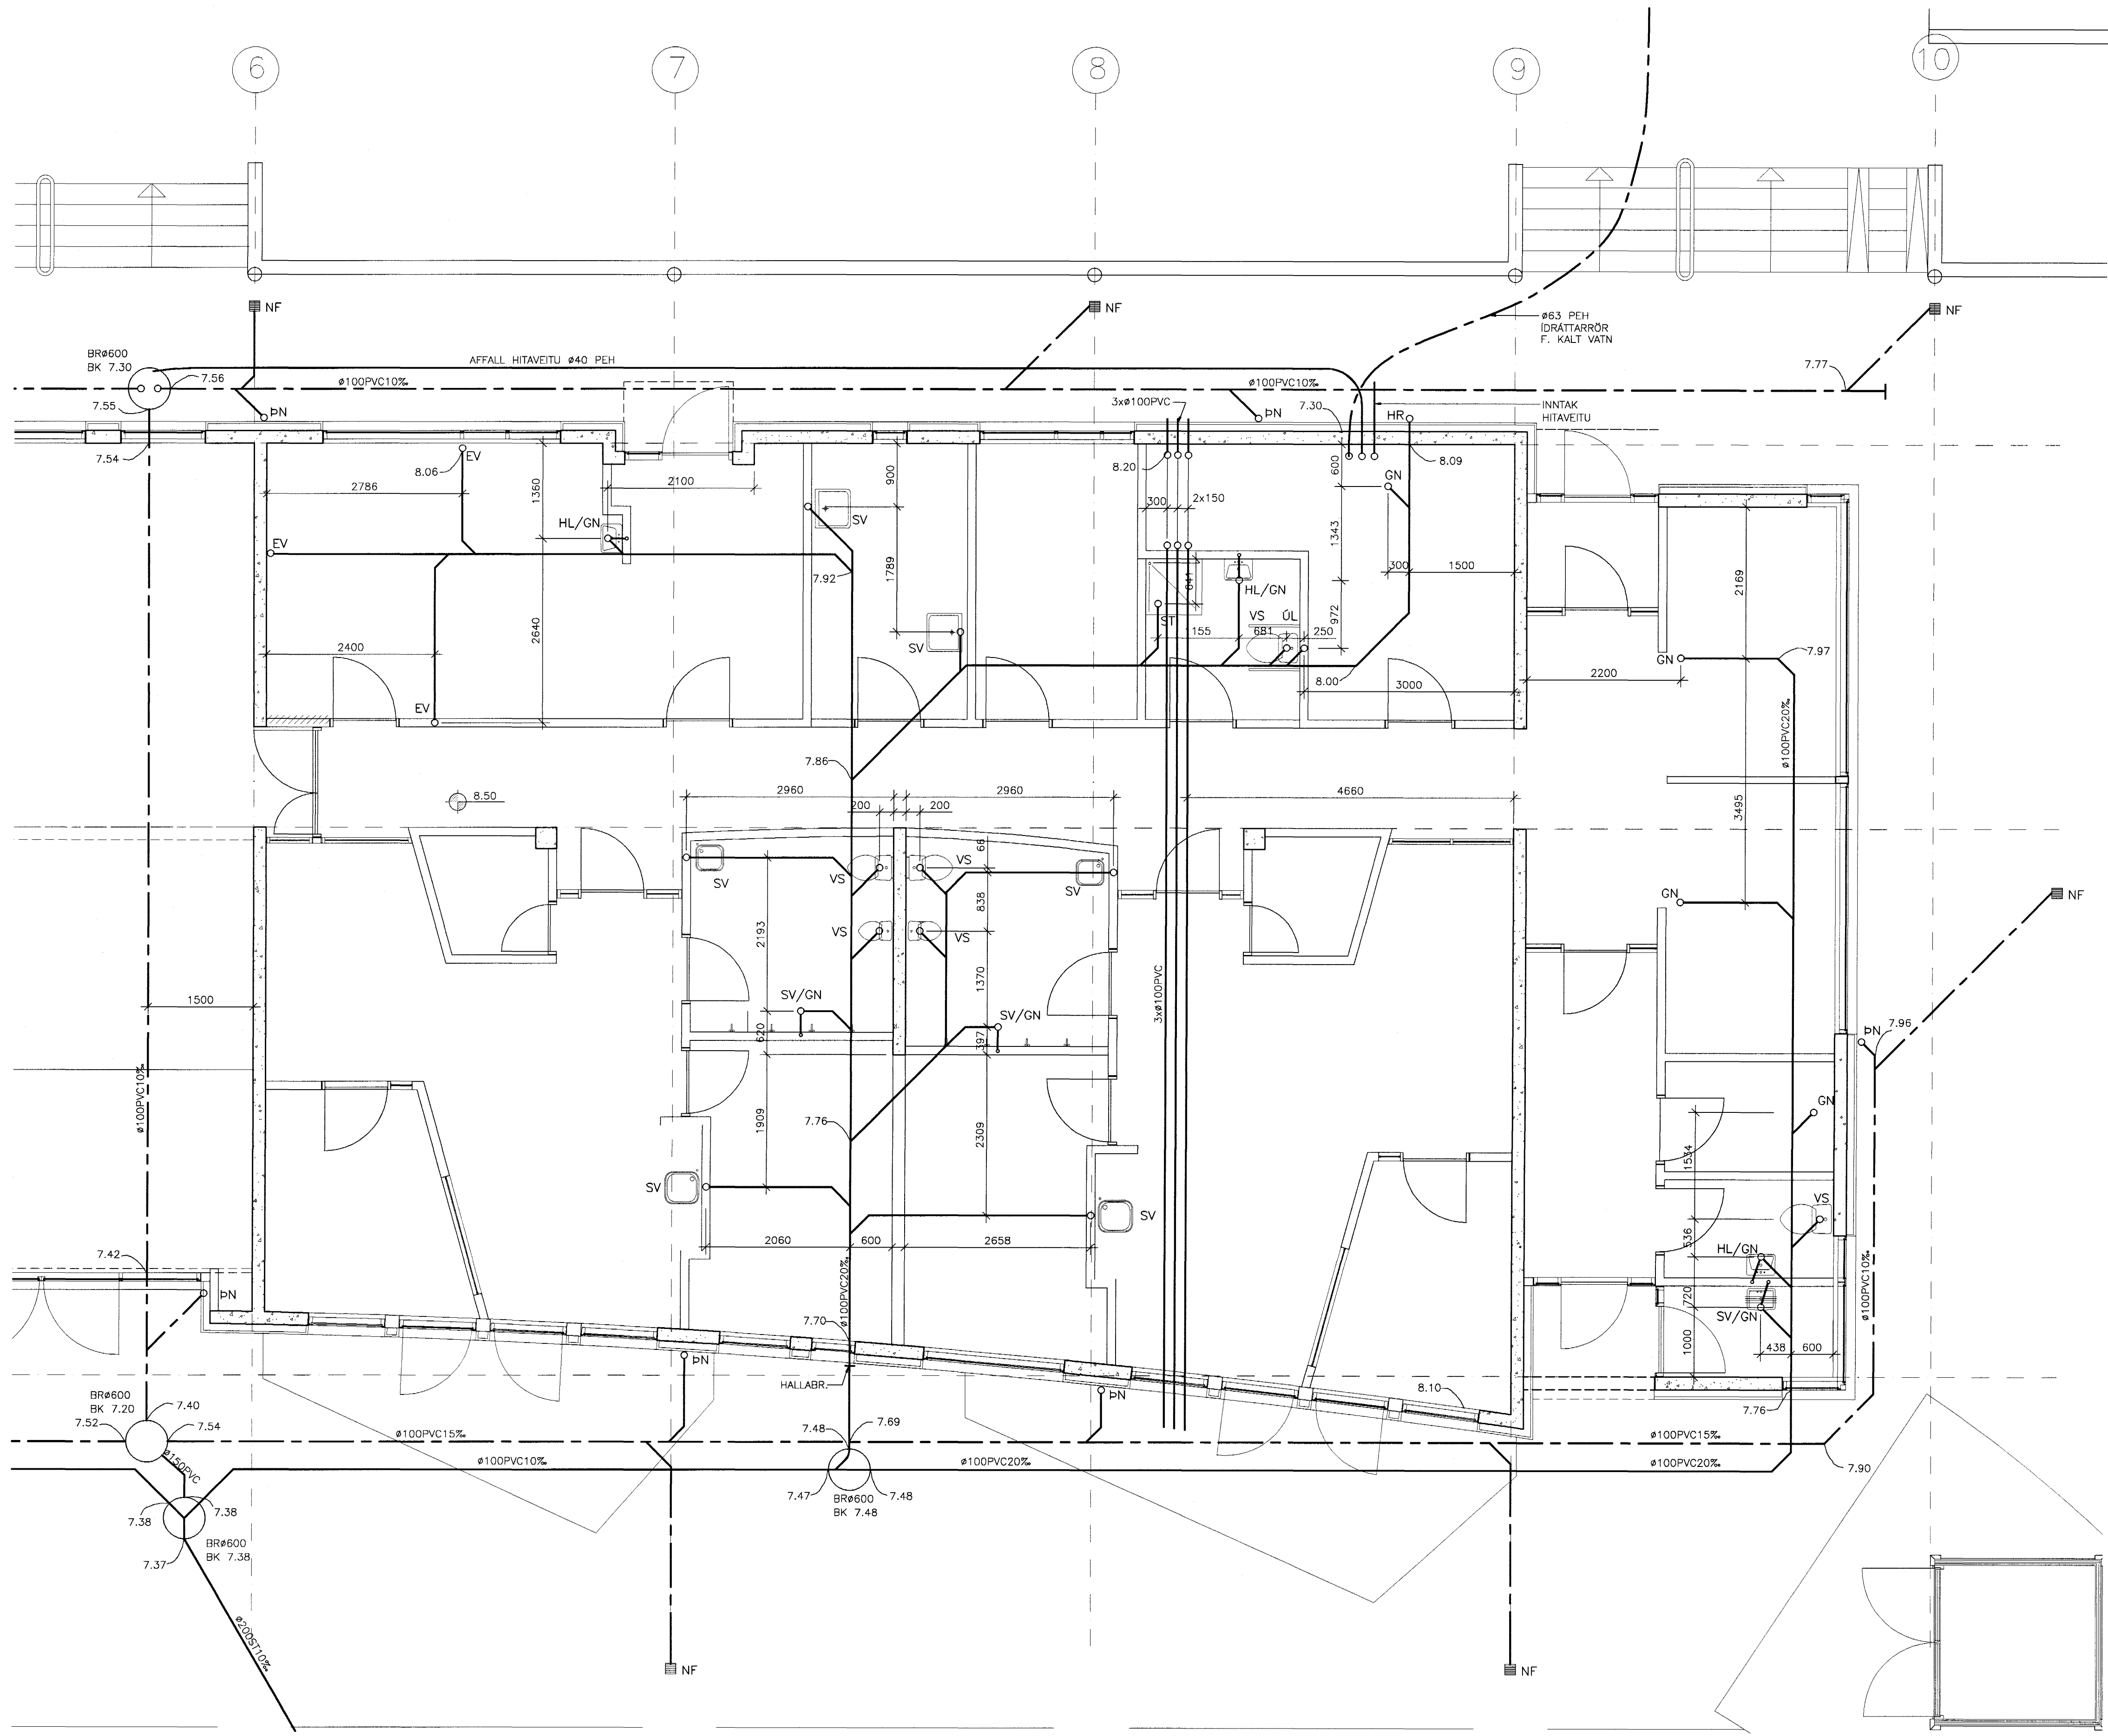 6
7
8
9
10
NF
NF
NF
ø63 PEH
ÍDRÁTTARRÖR
F. KALT VATN
BRø600
BK 7.30
AFFALL HITAVEITU ø40 PEH
7.56
ø100PVC10‰
ø100PVC10‰
7.77
7.55
ÞN
3xø100PVC
7.30
ÞN
HR
INNTAK
HITAVEITU
7.54
EV
8.06
8.20
8.09
2786
1360
2100
900
600
GN
300
2x150
HL/GN
SV
1343
EV
7.92
1789
641
300
1500
2169
HL/GN
ST
VS
ÚL
2640
155
681
250
972
2400
SV
GN
7.97
8.00
3000
2200
EV
ø100PVC20‰
7.86
8.50
2960
2960
4660
200
200
3495
66
VS
VS
SV
SV
838
GN
NF
2193
VS
VS
1370
1500
SV/GN
3xø100PVC
SV/GN
620
397
7.96
ÞN
ø100PVC10‰
GN
7.76
1909
2309
1534
SV
SV
VS
2060
600
2658
536
HL/GN
7.42
ÞN
ø100PVC20‰
720
ø100PVC10‰
SV/GN
7.70
ÞN
1000
438
600
HALLABR.
ÞN
8.10
BRø600
BK 7.20
7.40
7.76
7.52
7.54
ø100PVC15‰
7.48
7.69
ø100PVC15‰
ø150PVC
ø100PVC10‰
ø100PVC20‰
ø100PVC20‰
7.90
7.47
7.48
BRø600
BK 7.48
7.38
7.38
BRø600
BK 7.38
7.37
ø200ST10‰
NF
NF